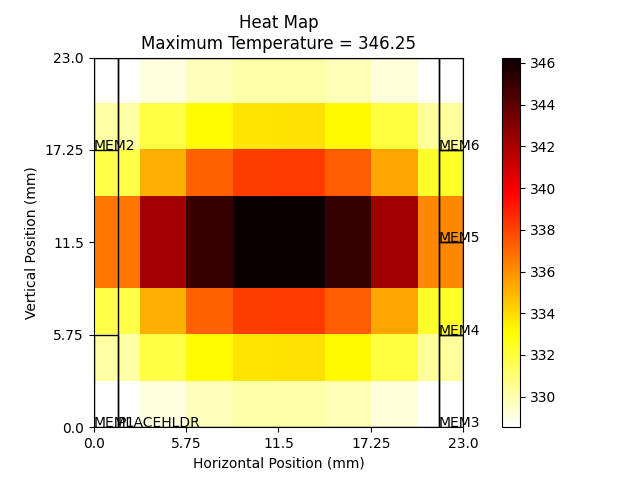 Heat Map
Maximum Temperature = 346.25
23.0
17.25
11.5
5.75
0.0
Vertical Position (mm)
MEM2
MEM6
MEM5
MEM4
MEM1
PLACEHLDR
MEM3
0.0
5.75
11.5
17.25
23.0
Horizontal Position (mm)
346
344
342
340
338
336
334
332
330